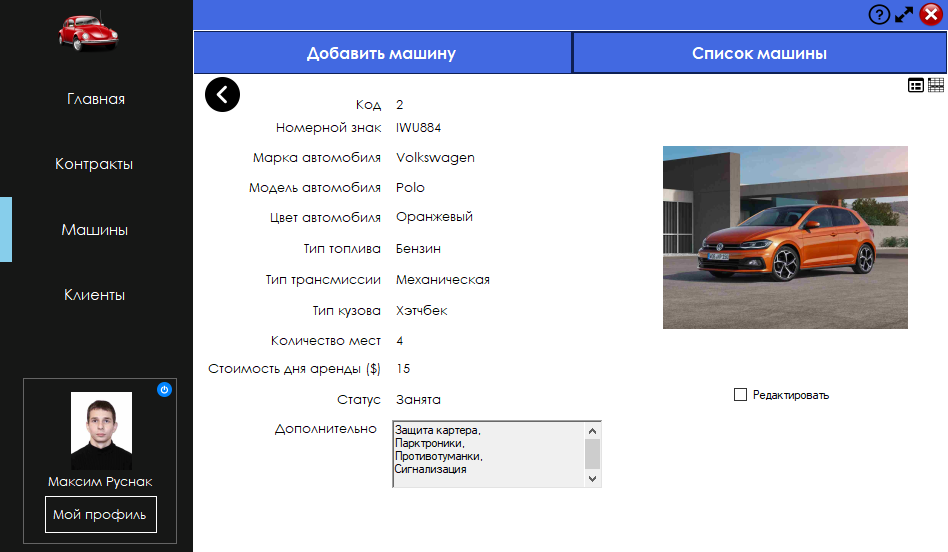 Добавить машину
Список машины
Главная
Контракты
Машины
Клиенты
Максим Руснак
Мой профиль
Код 2
Номерной знак IWU884
Марка автомобиля Volkswagen
Модель автомобиля Polo
Цвет автомобиля Оранжевый
Тип топлива Бензин
Тип трансмиссии Механическая
Тип кузова Хэтчбек
Количество мест 4
Стоимость дня аренды ($) 15
Статус Занята
Дополнительно Защита картера,
Парктроники,
Противотуманки,
Сигнализация
Редактировать